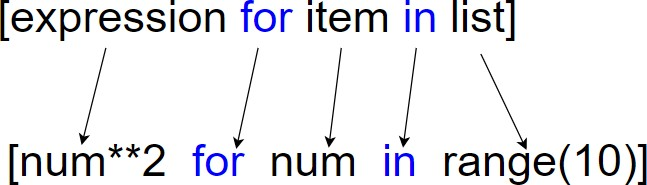 [expression for item in list]
[num**2 for num in range(10)]